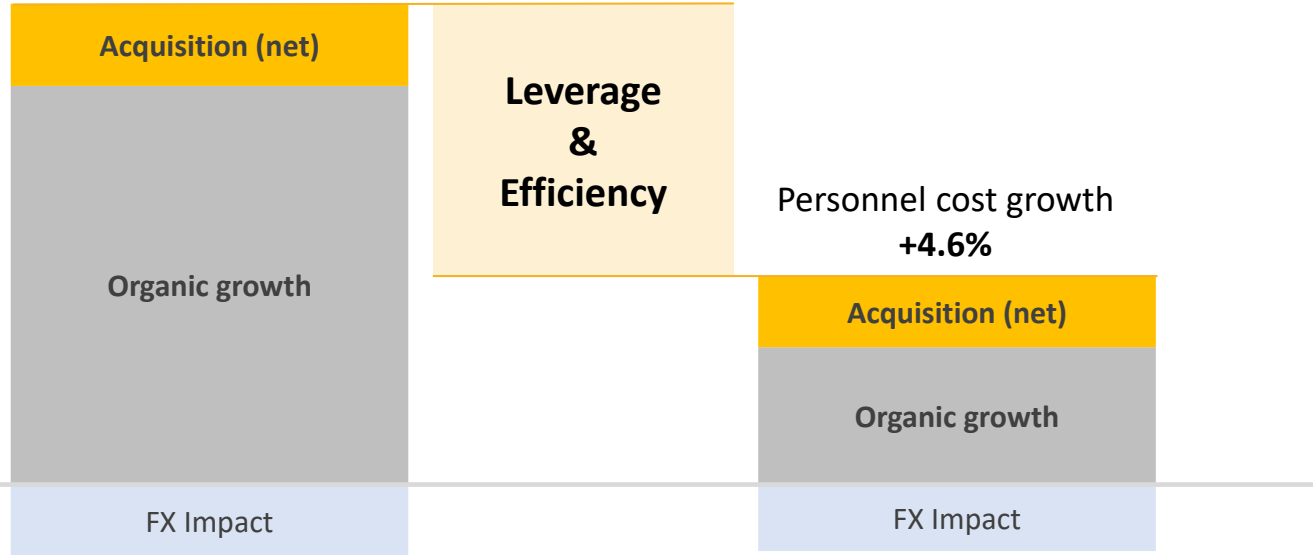 Acquisition (net)
Organic growth
FX Impact
Leverage
&
Efficiency
Personnel cost growth
+4.6%
Acquisition (net)
Organic growth
FX Impact